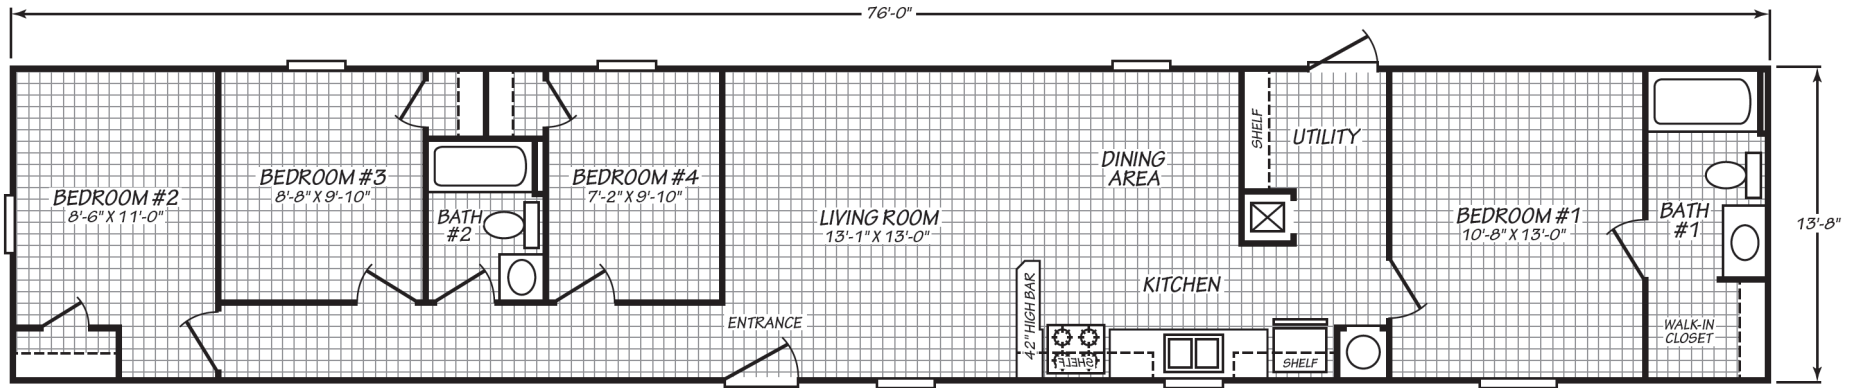 76'-0"
BEDROOM #2
8'-6" X 11'-0"
BEDROOM #3
8'-8" X 9'-10"
BATH
#2
BEDROOM #4
7'-2" X 9'-10"
LIVING ROOM
13'-1" X 13'-0"
ENTRANCE
DINING
AREA
KITCHEN
42" HIGH BAR
SHELF
SHELF
SHELF
UTILITY
BEDROOM #1
10'-8" X 13'-0"
BATH
#1
WALK-IN
CLOSET
13'-8"